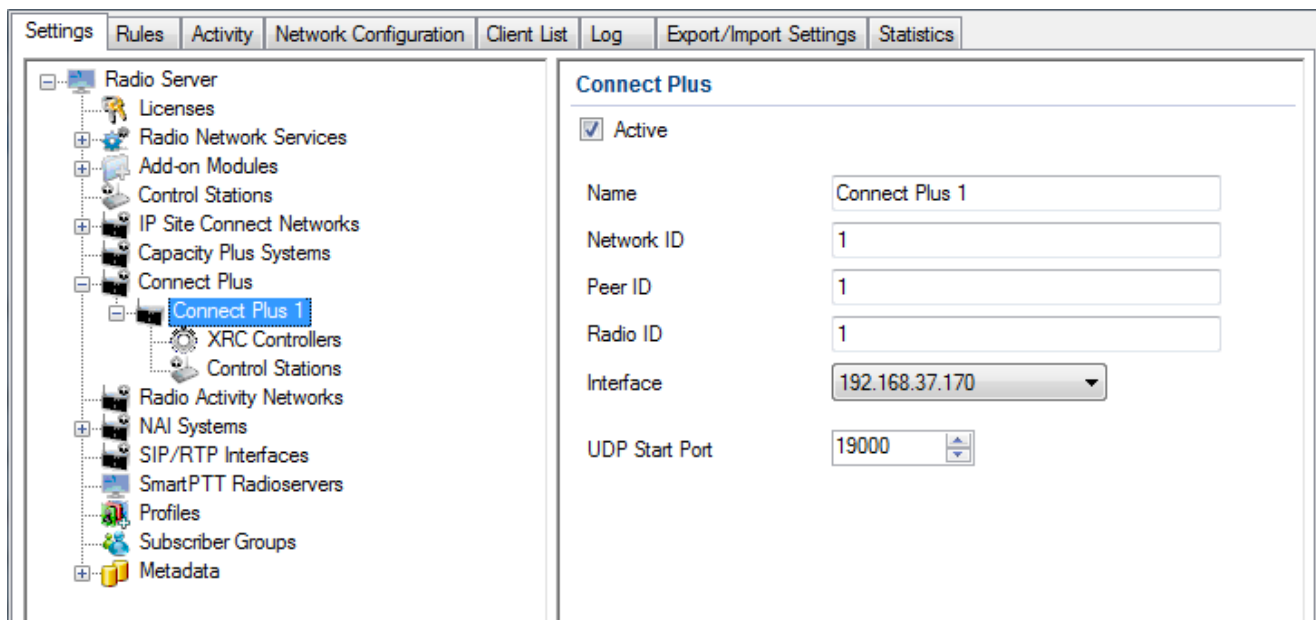 Settings Rules Activity Network Configuration Client List Log Export/Import Settings Statistics
Radio Server
Licenses
Radio Network Services
Add-on Modules
Control Stations
IP Site Connect Networks
Capacity Plus Systems
Connect Plus
Connect Plus 1
XRC Controllers
Control Stations
Radio Activity Networks
NAI Systems
SIP/RTP Interfaces
SmartPTT Radioservers
Profiles
Subscriber Groups
Metadata
Connect Plus
Active
Name Connect Plus 1
Network ID 1
Peer ID 1
Radio ID 1
Interface 192.168.37.170
UDP Start Port 19000